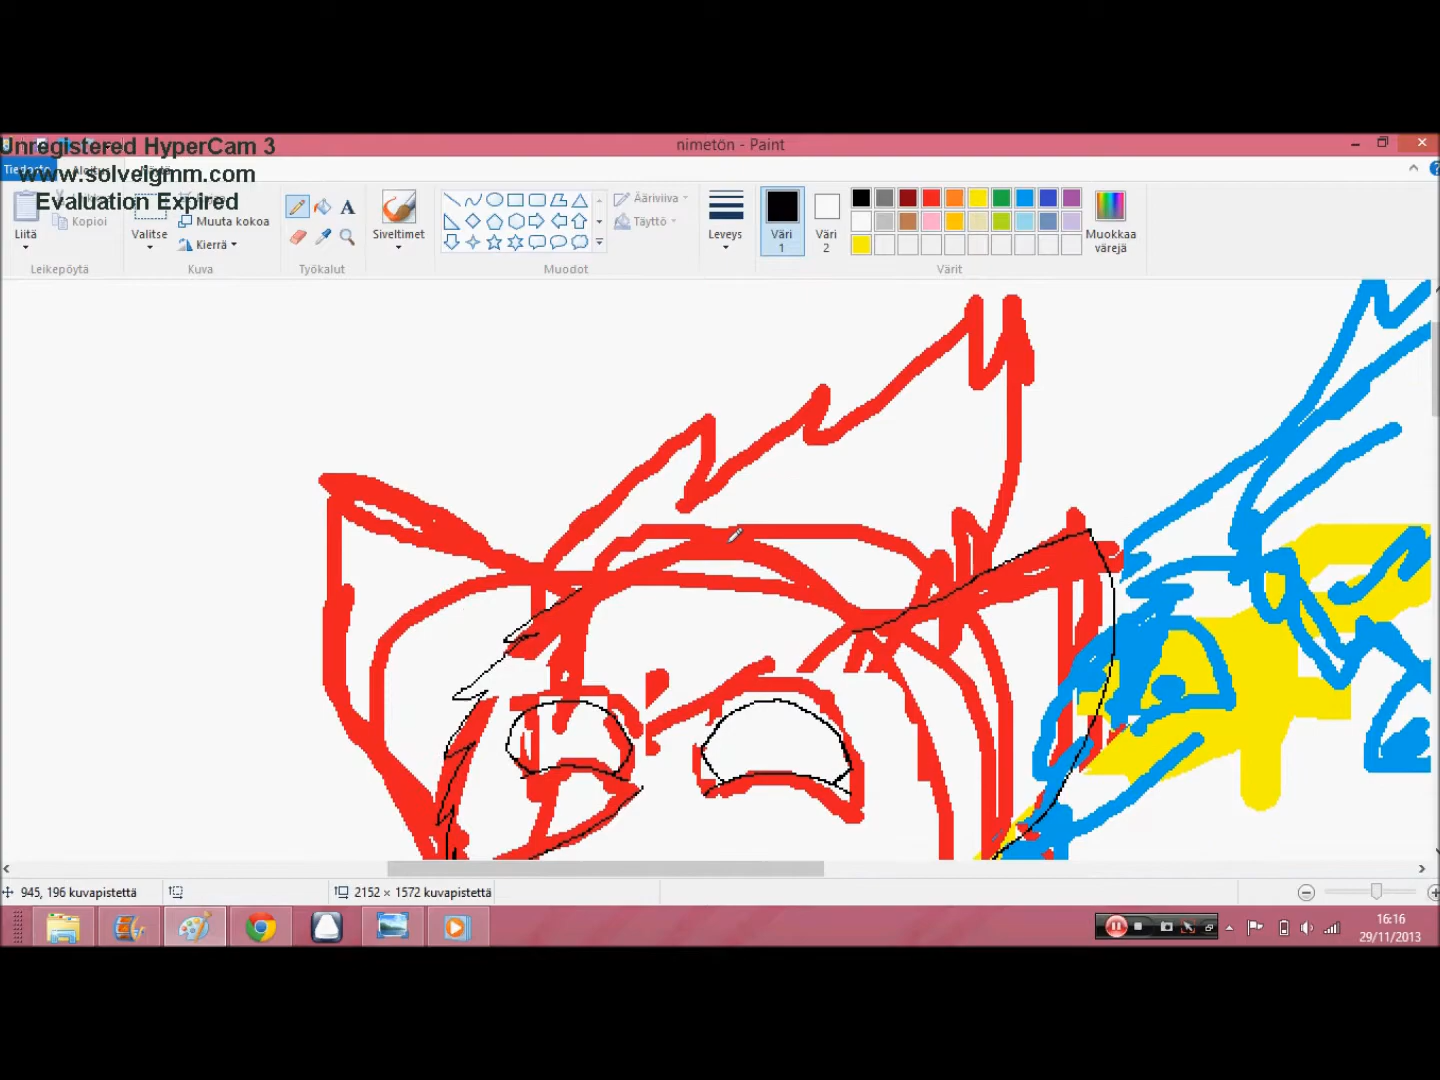 Unregistered HyperCam 3
nimetön - Paint
www.solveigmm.com
Evaluation Expired
Tiedosto
Liitä
Kopioi
Leikepöytä
Valitse
Muuta kokoa
Kierrä
Kuva
Työkalut
Siveltimet
Ääriviiva
Täyttö
Muodot
Leveys
Väri 1
Väri 2
Värit
Muokkaa värejä
945, 196 kuvapistettä
2152 × 1572 kuvapistettä
16:16
29/11/2013